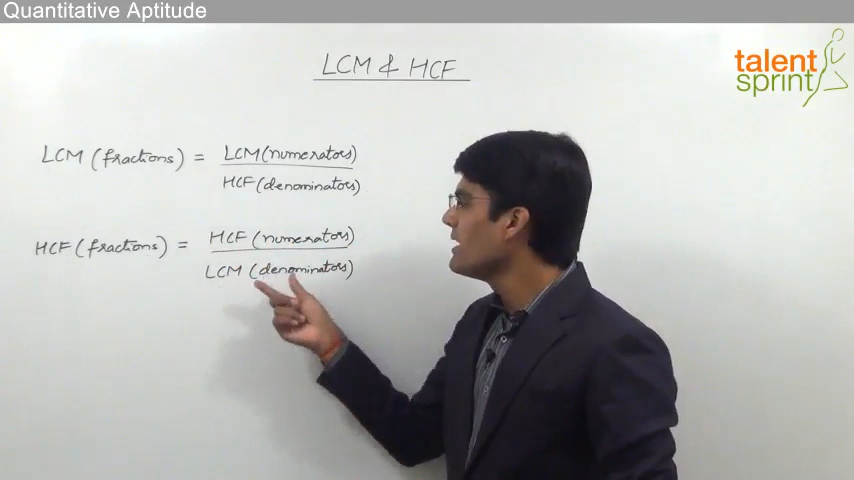 Quantitative Aptitude
LCM & HCF
talent
sprint
LCM (fractions) = LCM(numerators)
HCF(denominators)
HCF (fractions) = HCF (numerators)
LCM (denominators)